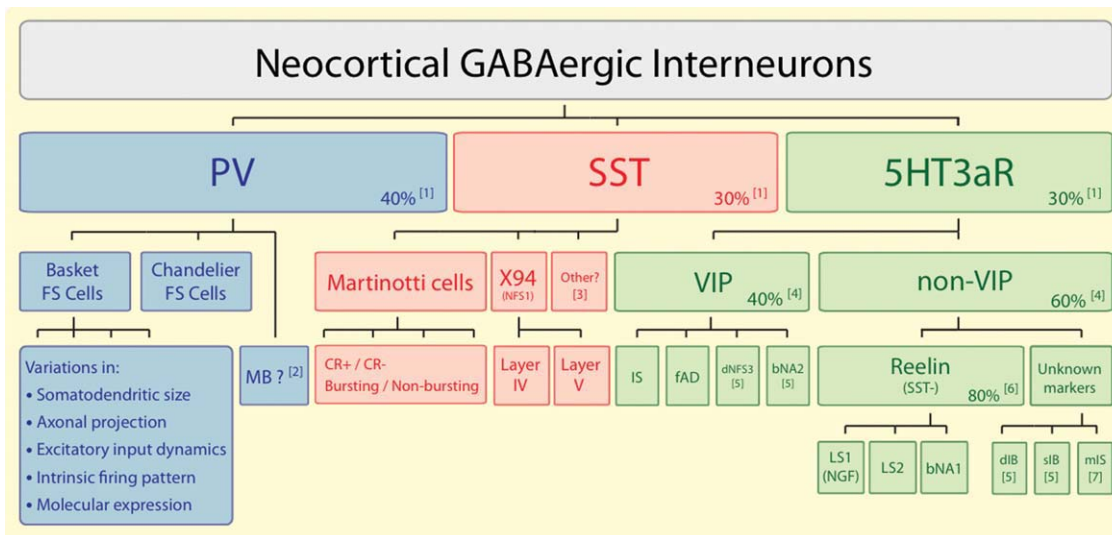 Neocortical GABAergic Interneurons
PV
40% [1]
SST
30% [1]
5HT3aR
30% [1]
Basket
FS Cells
Chandelier
FS Cells
Martinotti cells
X94
(NFS1)
Other?
[3]
VIP
40% [4]
non-VIP
60% [4]
Variations in:
• Somatodendritic size
• Axonal projection
• Excitatory input dynamics
• Intrinsic firing pattern
• Molecular expression
MB ? [2]
CR+ / CR-
Bursting / Non-bursting
Layer
IV
Layer
V
IS
fAD
dNFS3
[5]
bNA2
[5]
Reelin
(SST-)
80% [6]
Unknown
markers
LS1
(NGF)
LS2
bNA1
dIB
[5]
sIB
[5]
mIS
[7]